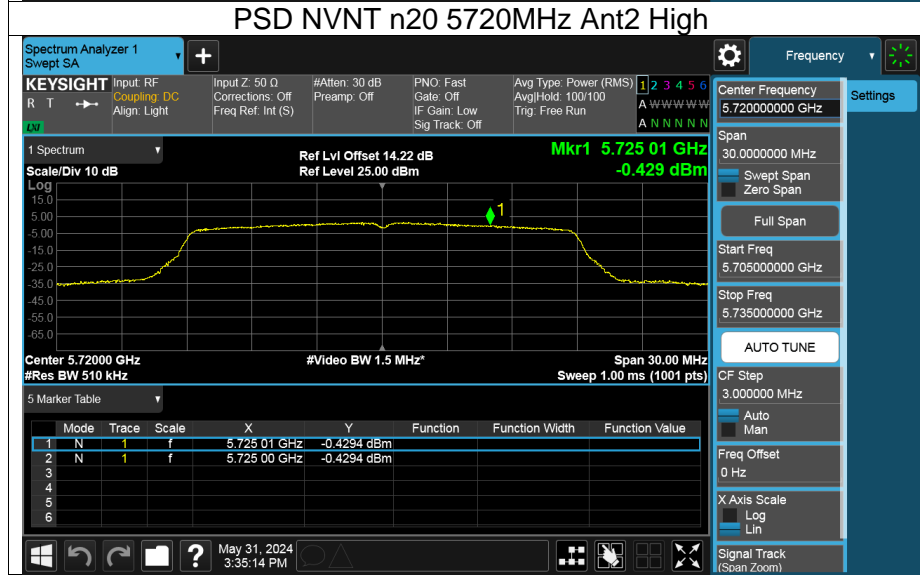 PSD NVNT n20 5720MHz Ant2 High
Spectrum Analyzer 1
Swept SA
+
Frequency
KEYSIGHT
R T
LXI
Input: RF
Coupling: DC
Align: Light
Input Z: 50 Ω
Corrections: Off
Freq Ref: Int (S)
#Atten: 30 dB
Preamp: Off
PNO: Fast
Gate: Off
IF Gain: Low
Sig Track: Off
Avg Type: Power (RMS)
Avg|Hold: 100/100
Trig: Free Run
1 2 3 4 5 6
A W W W W W
A N N N N N
Center Frequency
5.720000000 GHz
Settings
Span
30.0000000 MHz
Swept Span
Zero Span
Full Span
Start Freq
5.705000000 GHz
Stop Freq
5.735000000 GHz
AUTO TUNE
CF Step
3.000000 MHz
Auto
Man
Freq Offset
0 Hz
X Axis Scale
Log
Lin
Signal Track
(Span Zoom)
1 Spectrum
Scale/Div 10 dB
Ref Lvl Offset 14.22 dB
Ref Level 25.00 dBm
Mkr1 5.725 01 GHz
-0.429 dBm
Log
15.0
5.00
-5.00
-15.0
-25.0
-35.0
-45.0
-55.0
-65.0
1
Center 5.72000 GHz
#Res BW 510 kHz
#Video BW 1.5 MHz*
Span 30.00 MHz
Sweep 1.00 ms (1001 pts)
5 Marker Table
Mode Trace Scale X Y Function Function Width Function Value
1 N 1 f 5.725 01 GHz -0.4294 dBm
2 N 1 f 5.725 00 GHz -0.4294 dBm
3
4
5
6
?
May 31, 2024
3:35:14 PM